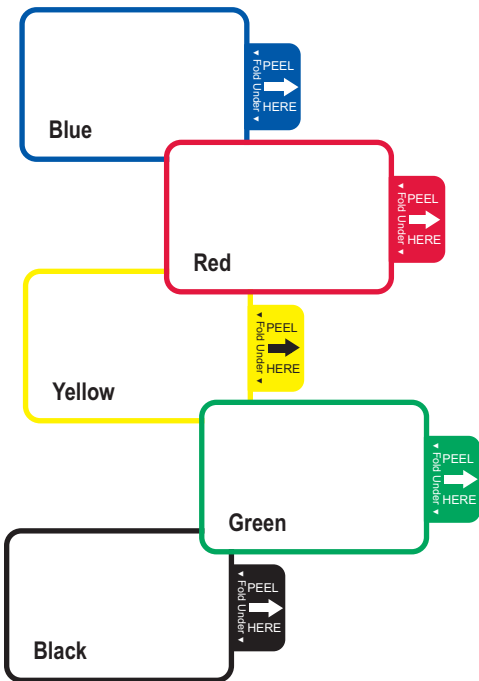 PEEL
HERE
◄ Fold Under ◄
Blue
PEEL
HERE
◄ Fold Under ◄
Red
PEEL
HERE
◄ Fold Under ◄
Yellow
PEEL
HERE
◄ Fold Under ◄
Green
PEEL
HERE
◄ Fold Under ◄
Black